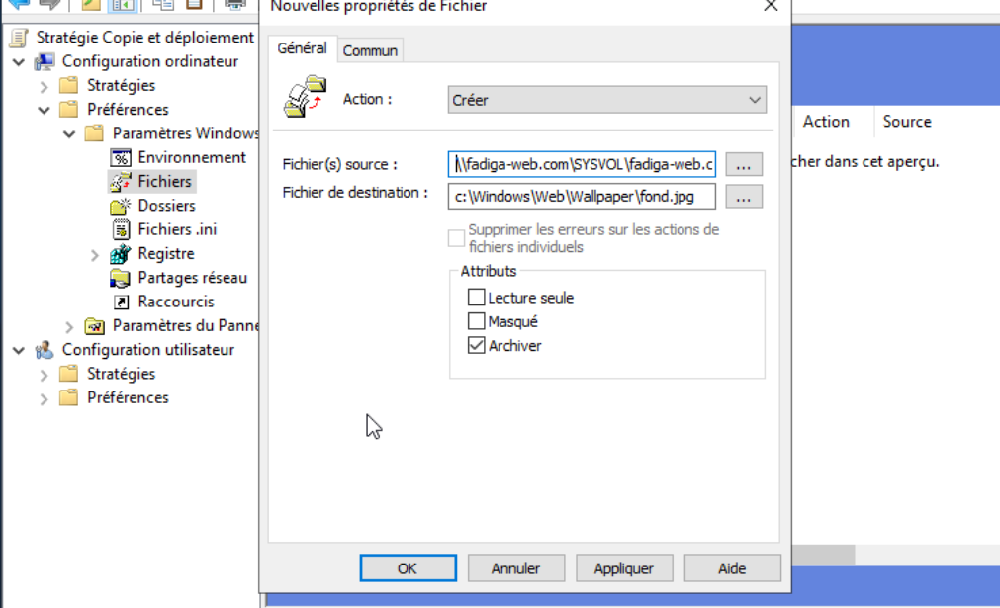 Nouvelles propriétés de Fichier
Stratégie Copie et déploiement
Configuration ordinateur
Stratégies
Préférences
Paramètres Windows
Environnement
Fichiers
Dossiers
Fichiers .ini
Registre
Partages réseau
Raccourcis
Paramètres du Panne
Configuration utilisateur
Stratégies
Préférences
Général
Commun
Action :
Créer
Fichier(s) source :
\\fadiga-web.com\SYSVOL\fadiga-web.c
...
Fichier de destination :
c:\Windows\Web\Wallpaper\fond.jpg
...
Supprimer les erreurs sur les actions de
fichiers individuels
Attributs
Lecture seule
Masqué
Archiver
OK
Annuler
Appliquer
Aide
Action
Source
cher dans cet aperçu.